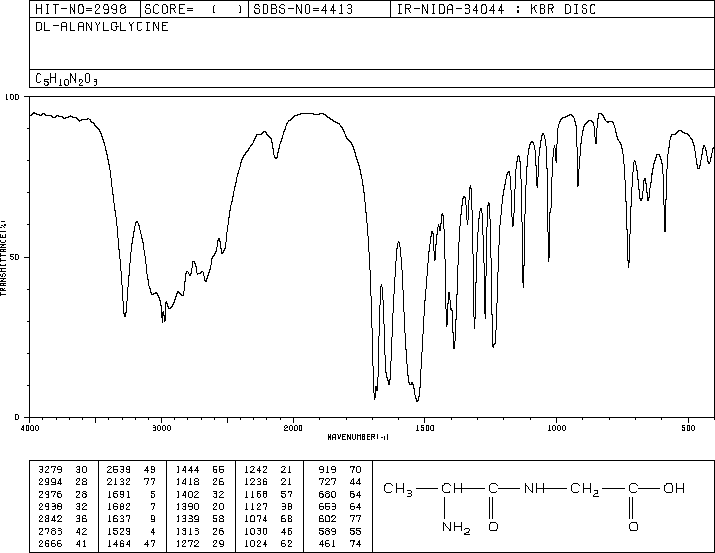 HIT-NO=2998 SCORE= ( ) SDBS-NO=4413 IR-NIDA-34044 : KBR DISC
DL-ALANYLGLYCINE
C5H10N2O3
100
50
0
TRANSMITTANCE(%)
4000 3000 2000 1500 1000 500
WAVENUMBER(-1)
3279 30 2539 49 1444 66 1242 21 919 70
2994 28 2132 77 1418 26 1236 21 727 44
2976 28 1691 5 1402 32 1168 57 680 64
2938 32 1682 7 1390 20 1127 38 653 64
2842 36 1637 9 1339 58 1074 68 602 77
2783 42 1529 4 1313 26 1030 46 589 55
2666 41 1464 47 1272 29 1024 62 461 74
CH3 CH C NH CH2 C OH
NH2 O O